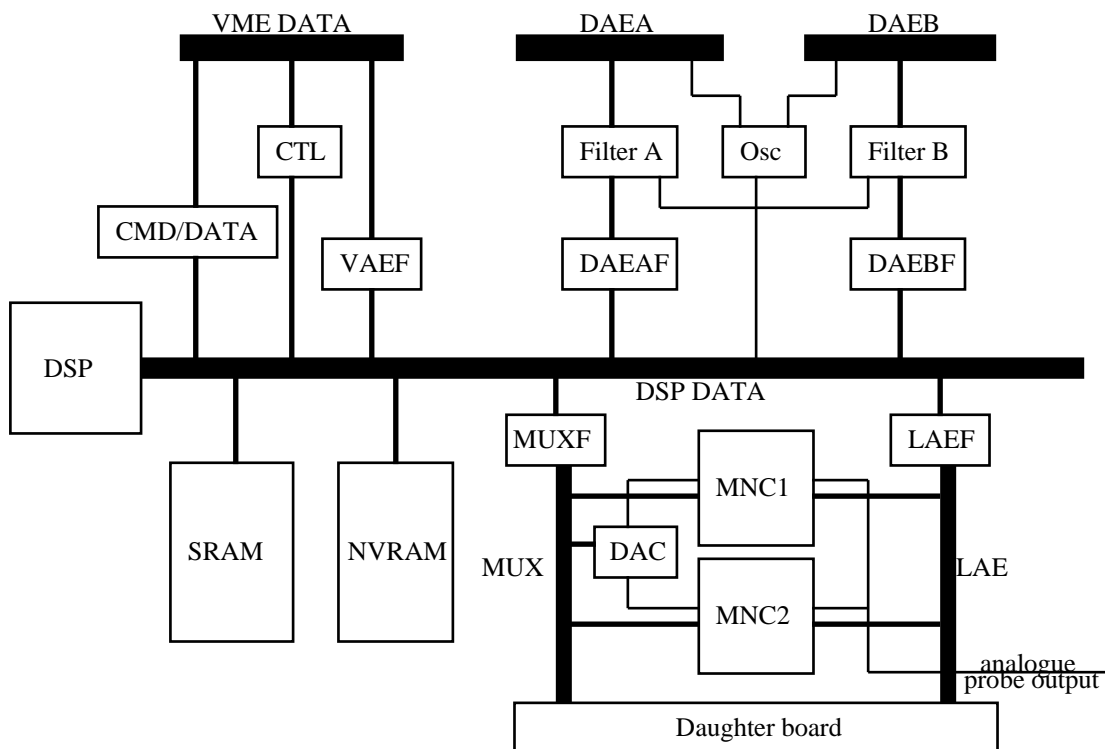 VME DATA
DAEA
DAEB
CTL
Filter A
Osc
Filter B
CMD/DATA
VAEF
DAEAF
DAEBF
DSP
DSP DATA
MUXF
LAEF
MNC1
SRAM
NVRAM
MUX
DAC
LAE
MNC2
analogue
probe output
Daughter board